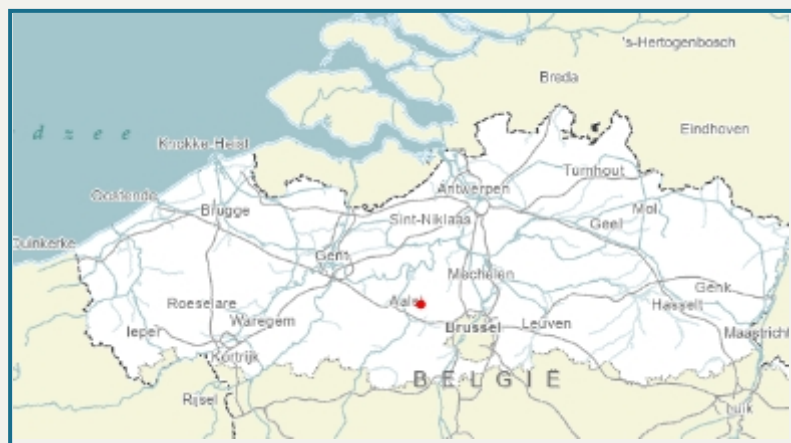 's-Hertogenbosch
Breda
d z e e
Eindhoven
Knokke-Heist
Turnhout
Oostende
Antwerpen
Brugge
Mol
Sint-Niklaas
Geel
Duinkerke
Gent
Mechelen
Genk
Roeselare
Aalst
Hasselt
Ieper
Waregem
Brussel
Leuven
Maastricht
Kortrijk
BELGIË
Rijsel
Luik